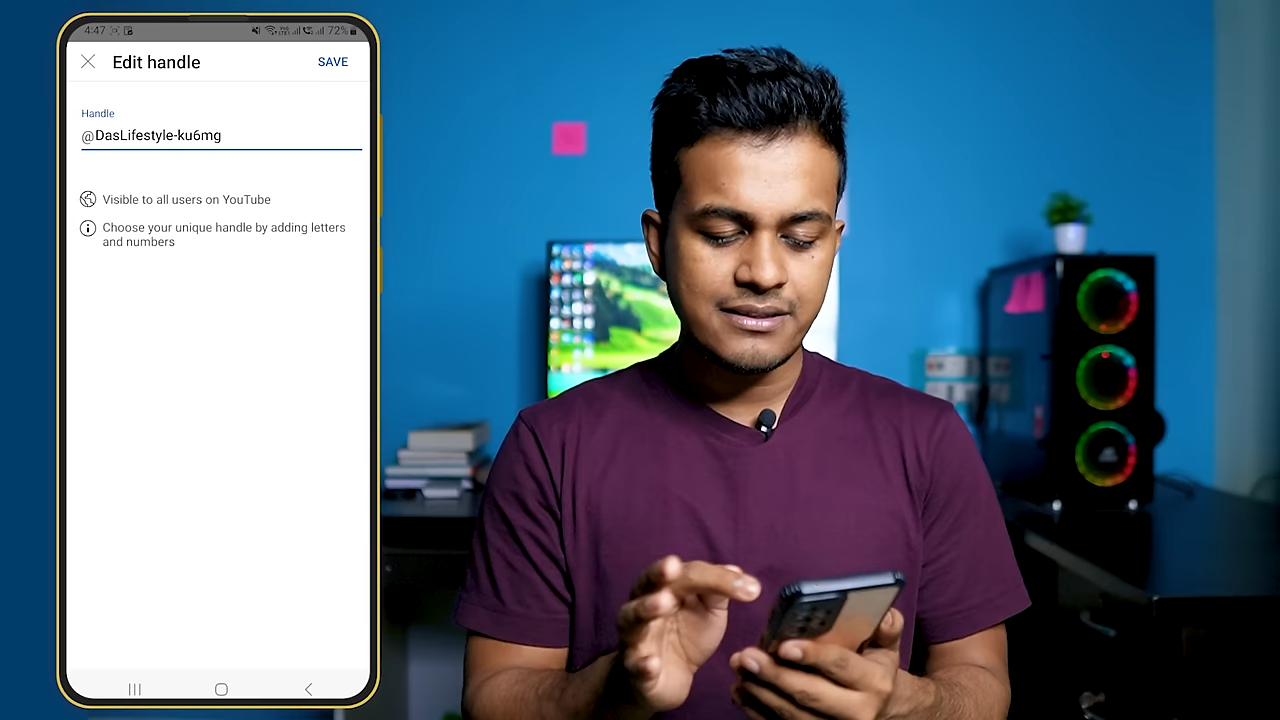 4:47
72%
Edit handle
SAVE
Handle
@DasLifestyle-ku6mg
Visible to all users on YouTube
Choose your unique handle by adding letters
and numbers